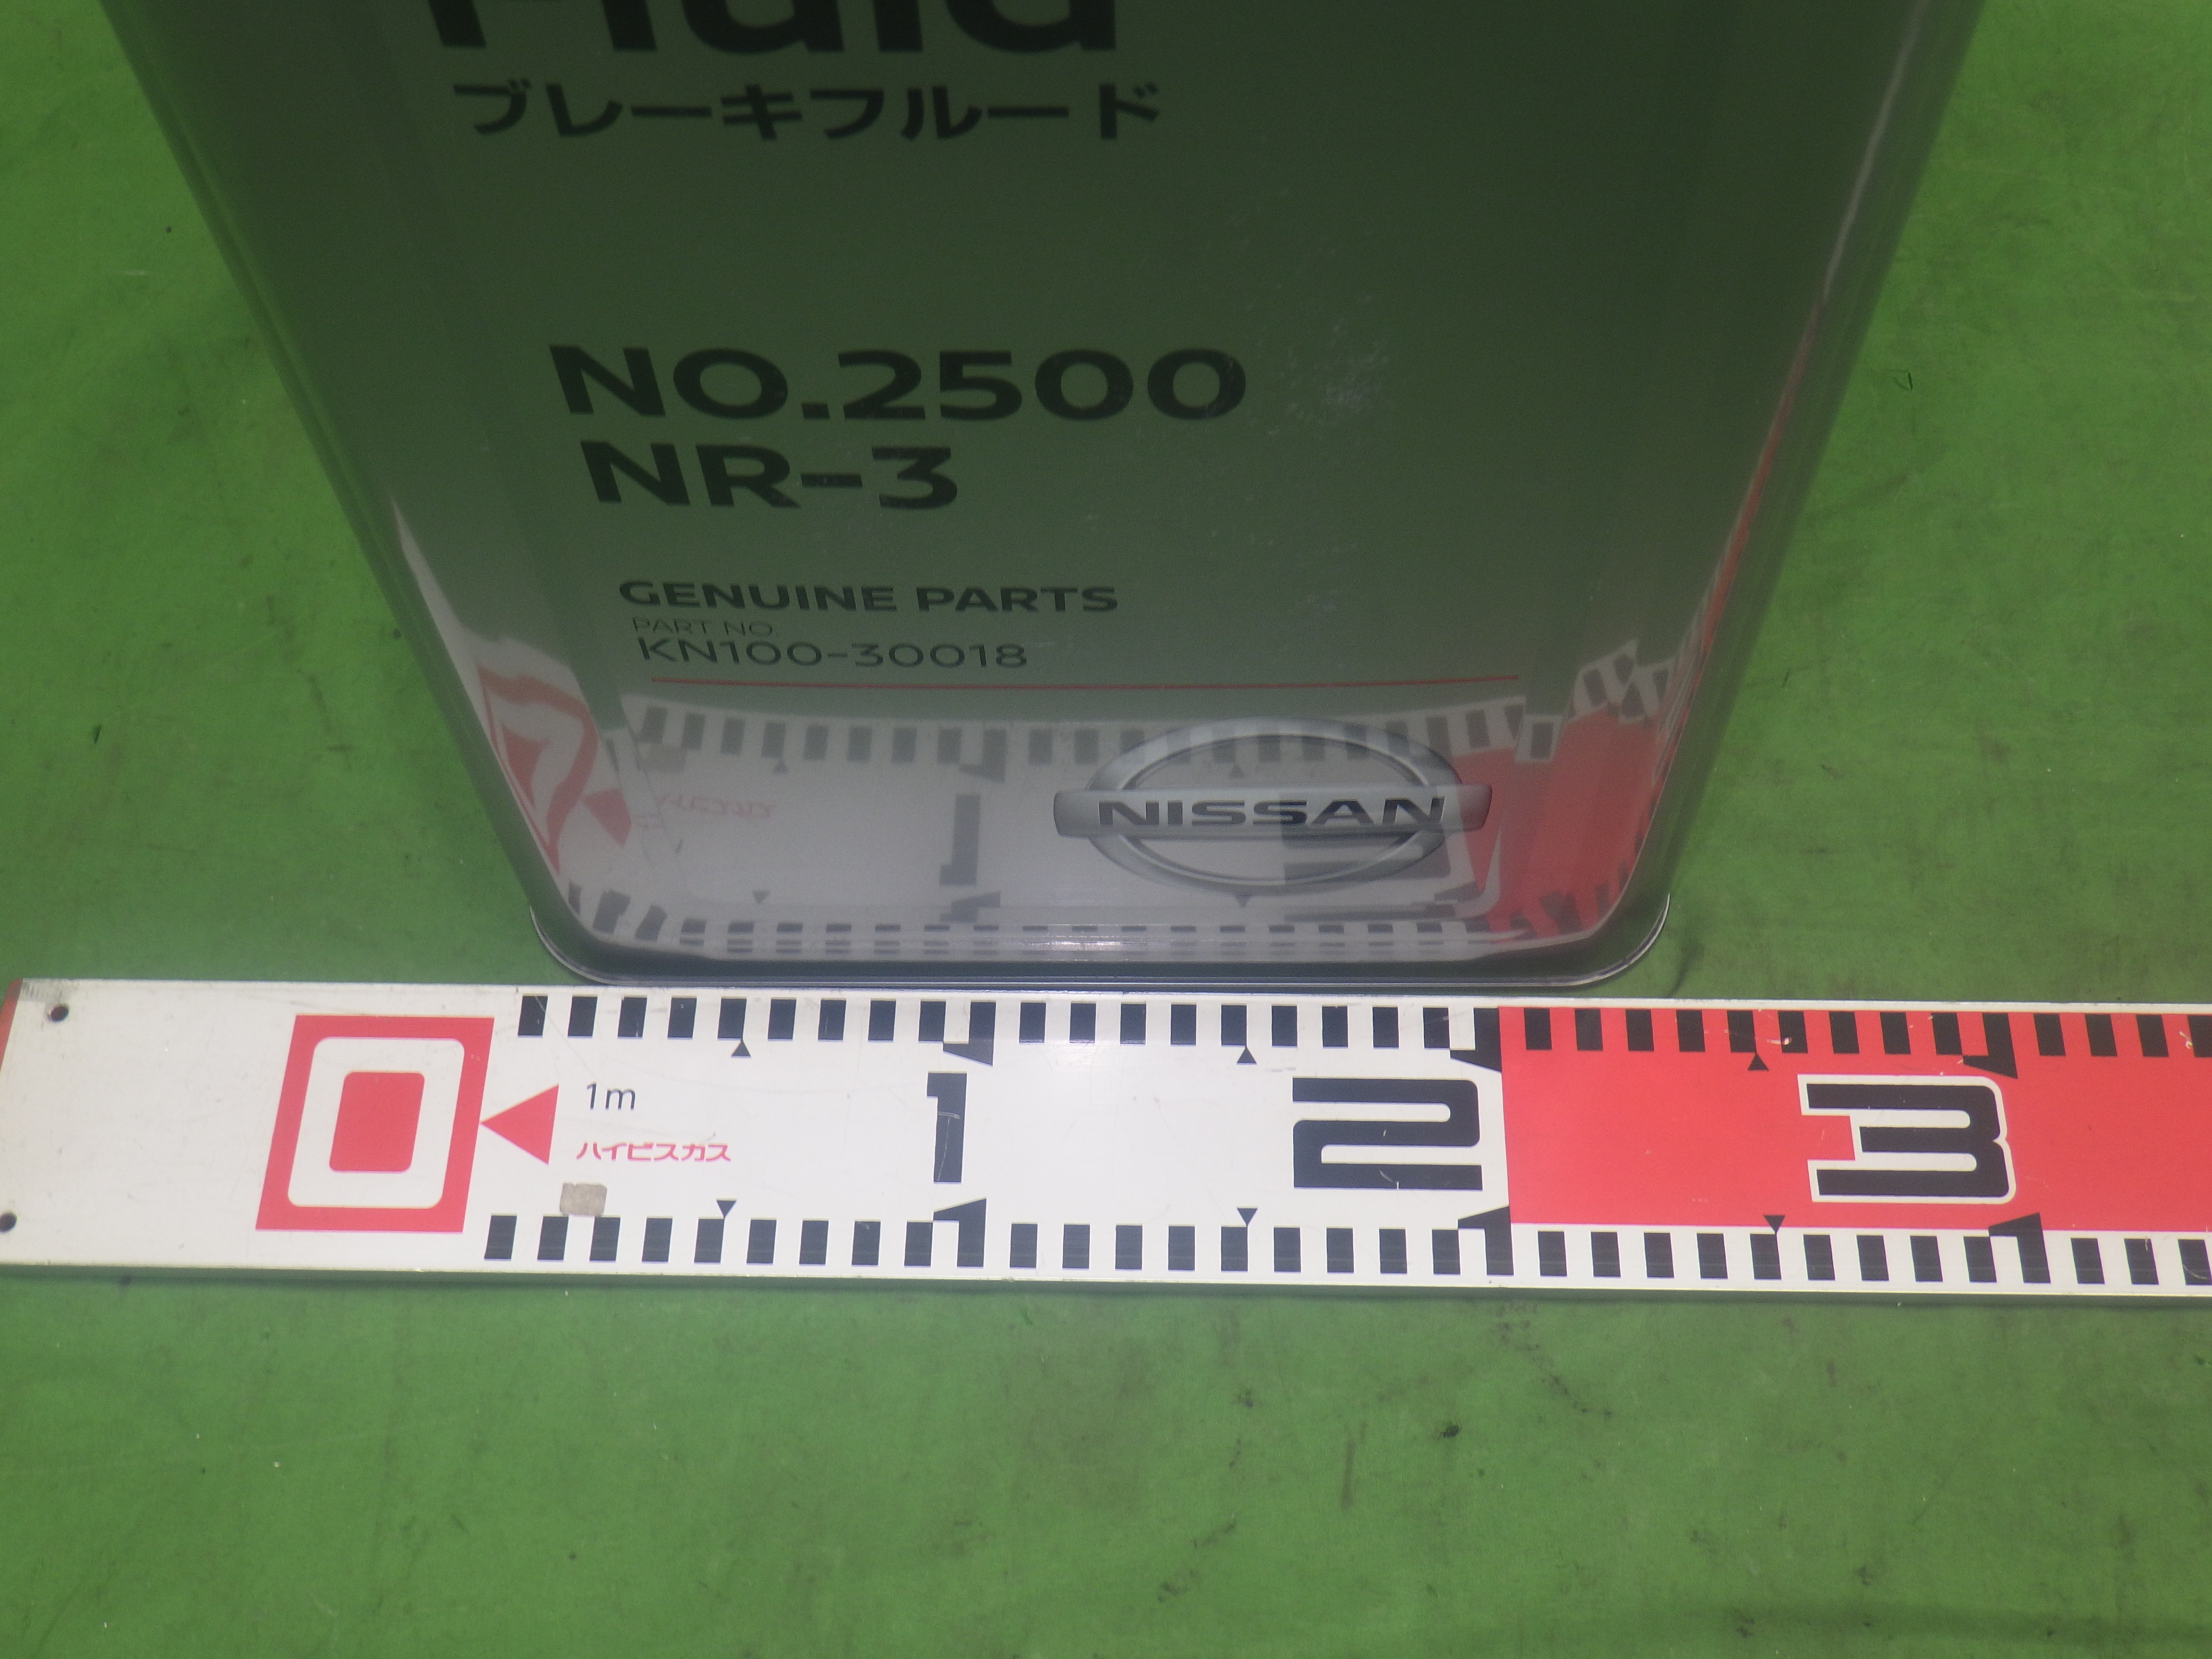 Fluid
ブレーキフルード
NO.2500
NR-3
GENUINE PARTS
PART NO.
KN100-30018
NISSAN
0
1m
ハイビスカス
1
2
3